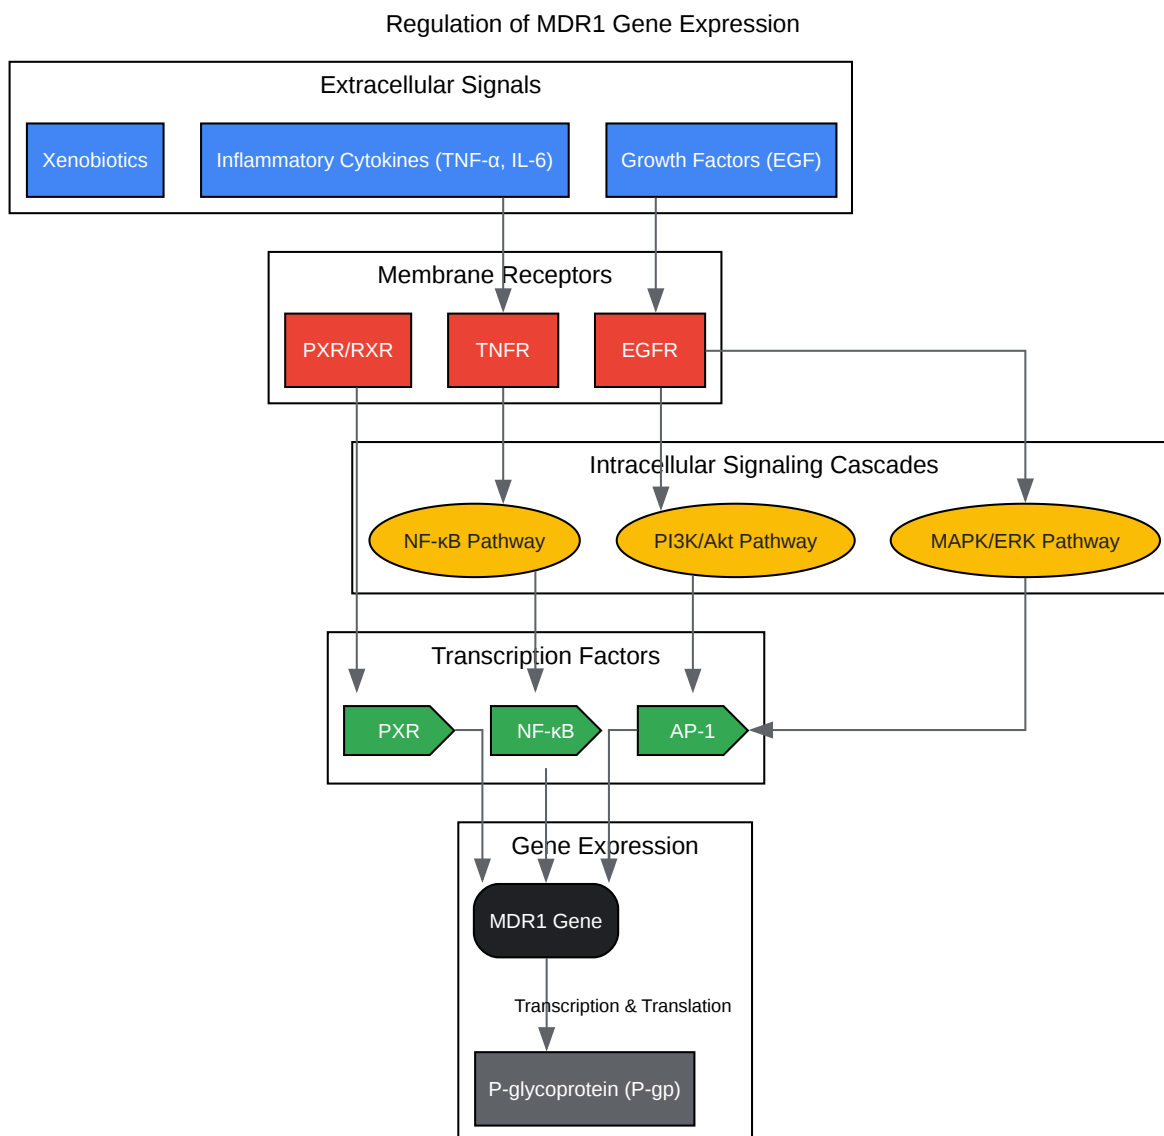 Regulation of MDR1 Gene Expression
Extracellular Signals
Xenobiotics
Inflammatory Cytokines (TNF-α, IL-6)
Growth Factors (EGF)
Membrane Receptors
PXR/RXR
TNFR
EGFR
Intracellular Signaling Cascades
NF-κB Pathway
PI3K/Akt Pathway
MAPK/ERK Pathway
Transcription Factors
PXR
NF-κB
AP-1
Gene Expression
MDR1 Gene
Transcription & Translation
P-glycoprotein (P-gp)